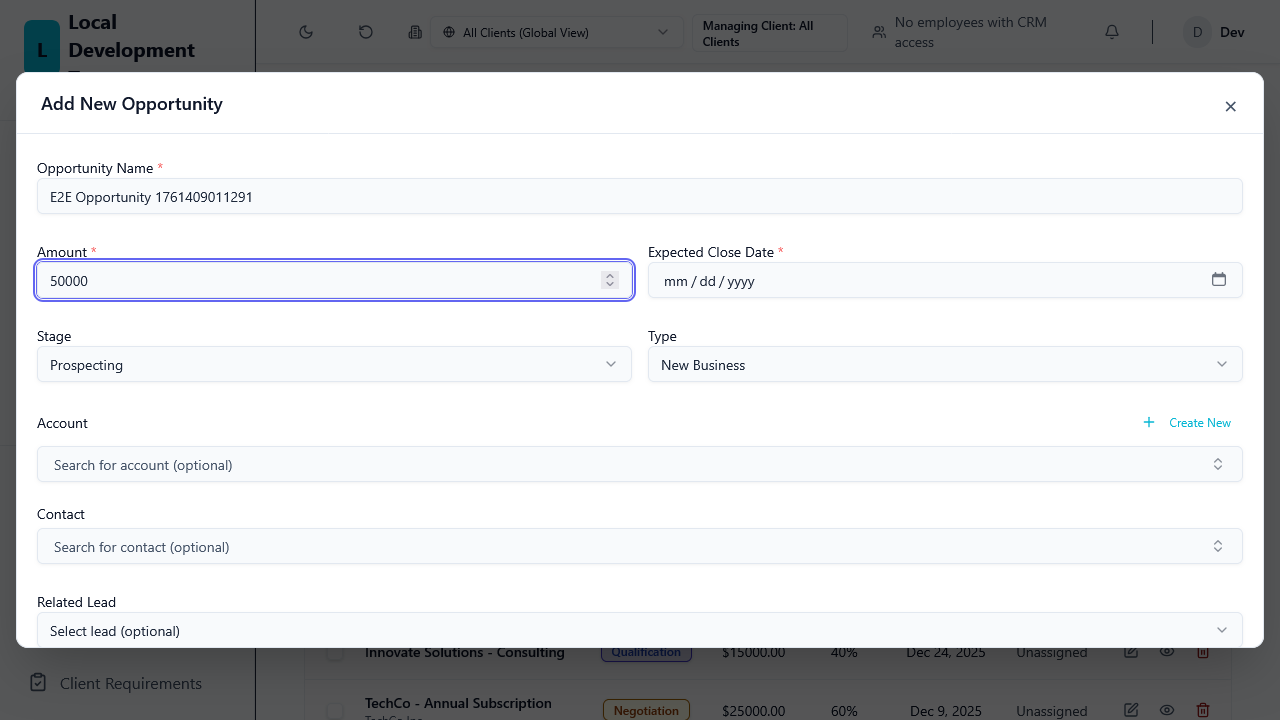 Local
Development
L
All Clients (Global View)
Managing Client: All
Clients
No employees with CRM
access
D
Dev
Add New Opportunity
Opportunity Name *
E2E Opportunity 1761409011291
Amount *
Expected Close Date *
50000
mm / dd / yyyy
Stage
Type
Prospecting
New Business
Account
Create New
Search for account (optional)
Contact
Search for contact (optional)
Related Lead
Select lead (optional)
Innovate Solutions - Consulting
Qualification
$15000.00
40%
Dec 24, 2025
Unassigned
Client Requirements
TechCo - Annual Subscription
Negotiation
$25000.00
60%
Dec 9, 2025
Unassigned